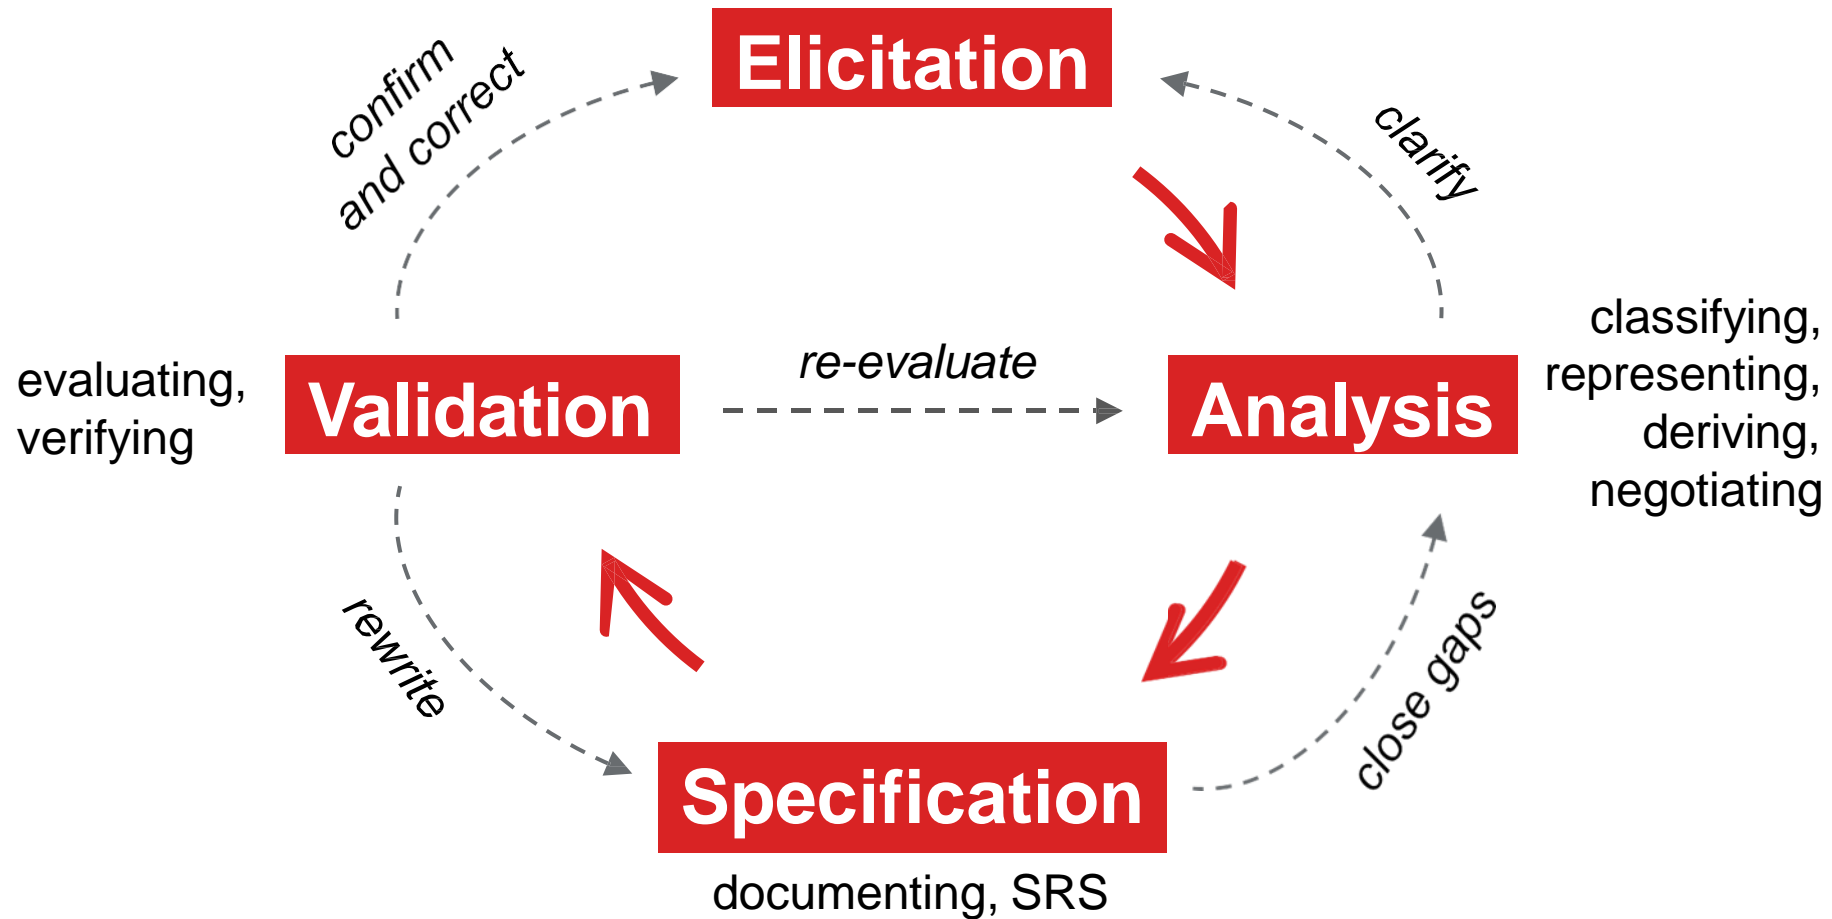 Elicitation
confirm
and correct
clarify
evaluating,
verifying
Validation
re-evaluate
Analysis
classifying,
representing,
deriving,
negotiating
rewrite
close gaps
Specification
documenting, SRS